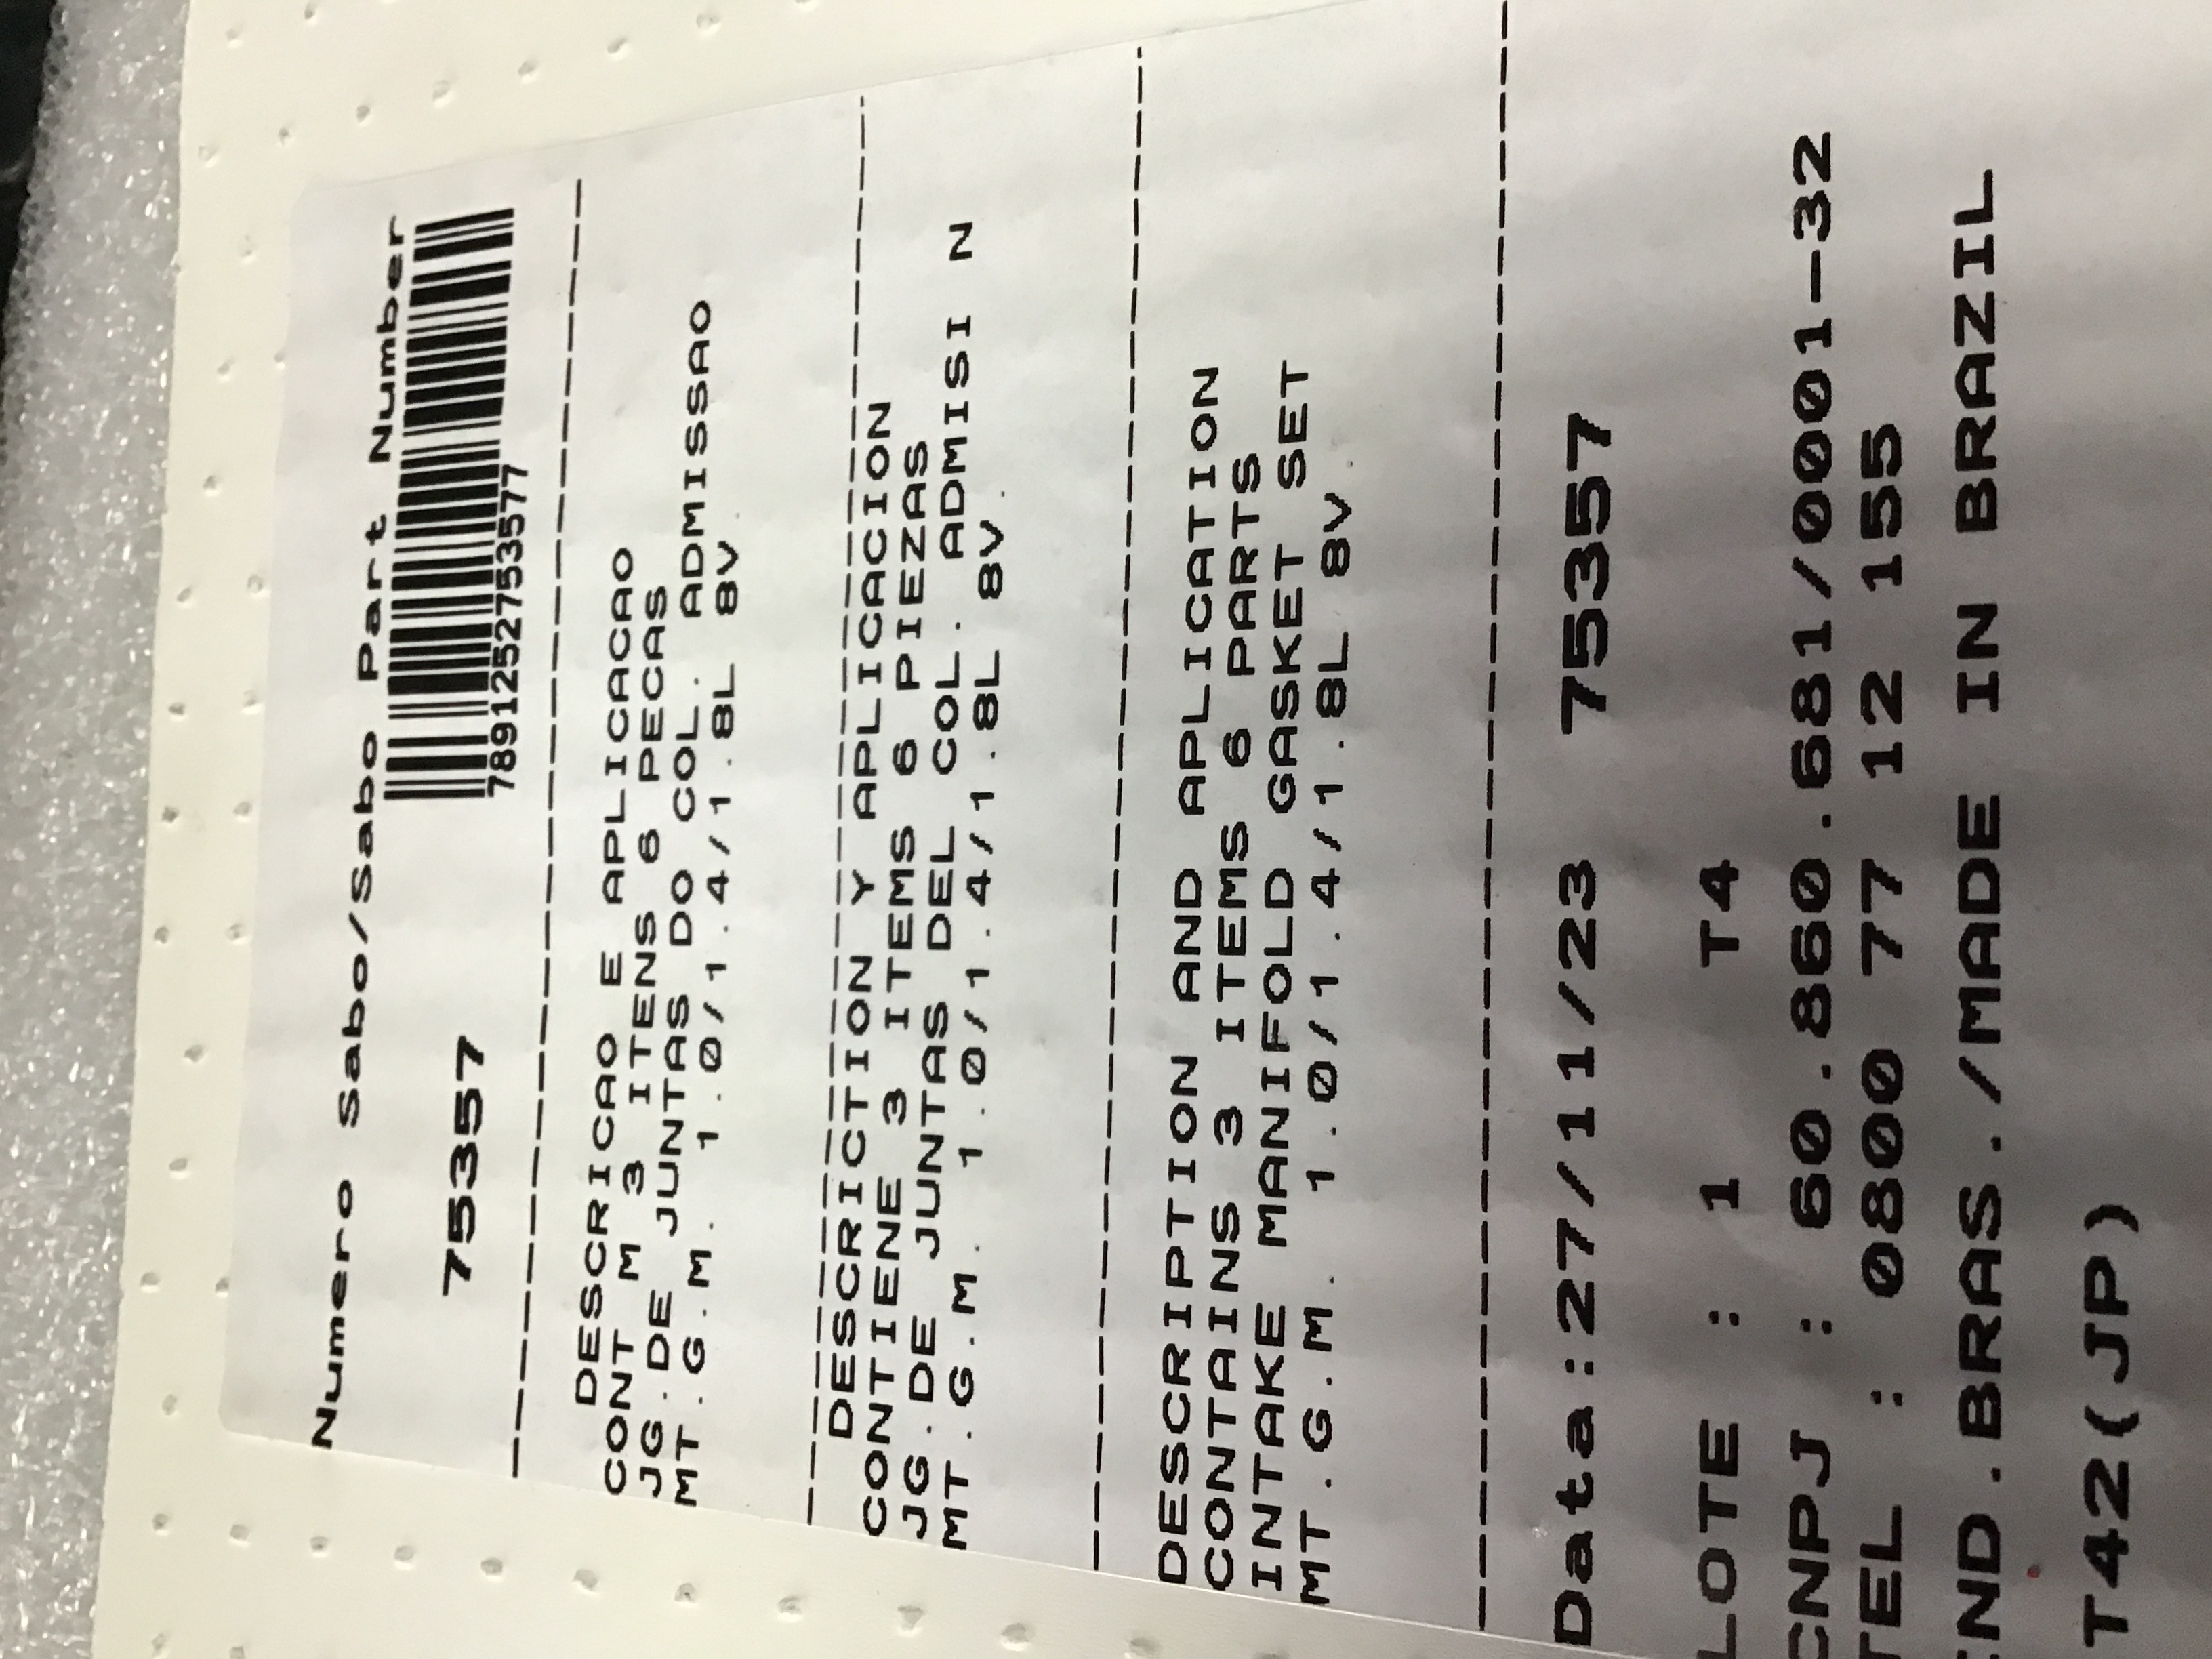 Numero Sabo/Sabo Part Number
75357
7891252753577
DESCRICAO E APLICACAO
CONT M 3 ITENS 6 PECAS
JG.DE JUNTAS DO COL. ADMISSAO
MT.G.M. 1.0/1.4/1.8L 8V.
DESCRICTION Y APLICACION
CONTIENE 3 ITEMS 6 PIEZAS
JG.DE JUNTAS DEL COL. ADMISI N
MT.G.M. 1.0/1.4/1.8L 8V.
DESCRIPTION AND APLICATION
CONTAINS 3 ITEMS 6 PARTS
INTAKE MANIFOLD GASKET SET
MT.G.M. 1.0/1.4/1.8L 8V.
Data:27/11/23 75357
LOTE : 1 T4
CNPJ : 60.860.681/0001-32
TEL : 0800 77 12 155
IND.BRAS./MADE IN BRAZIL
T42(JP)